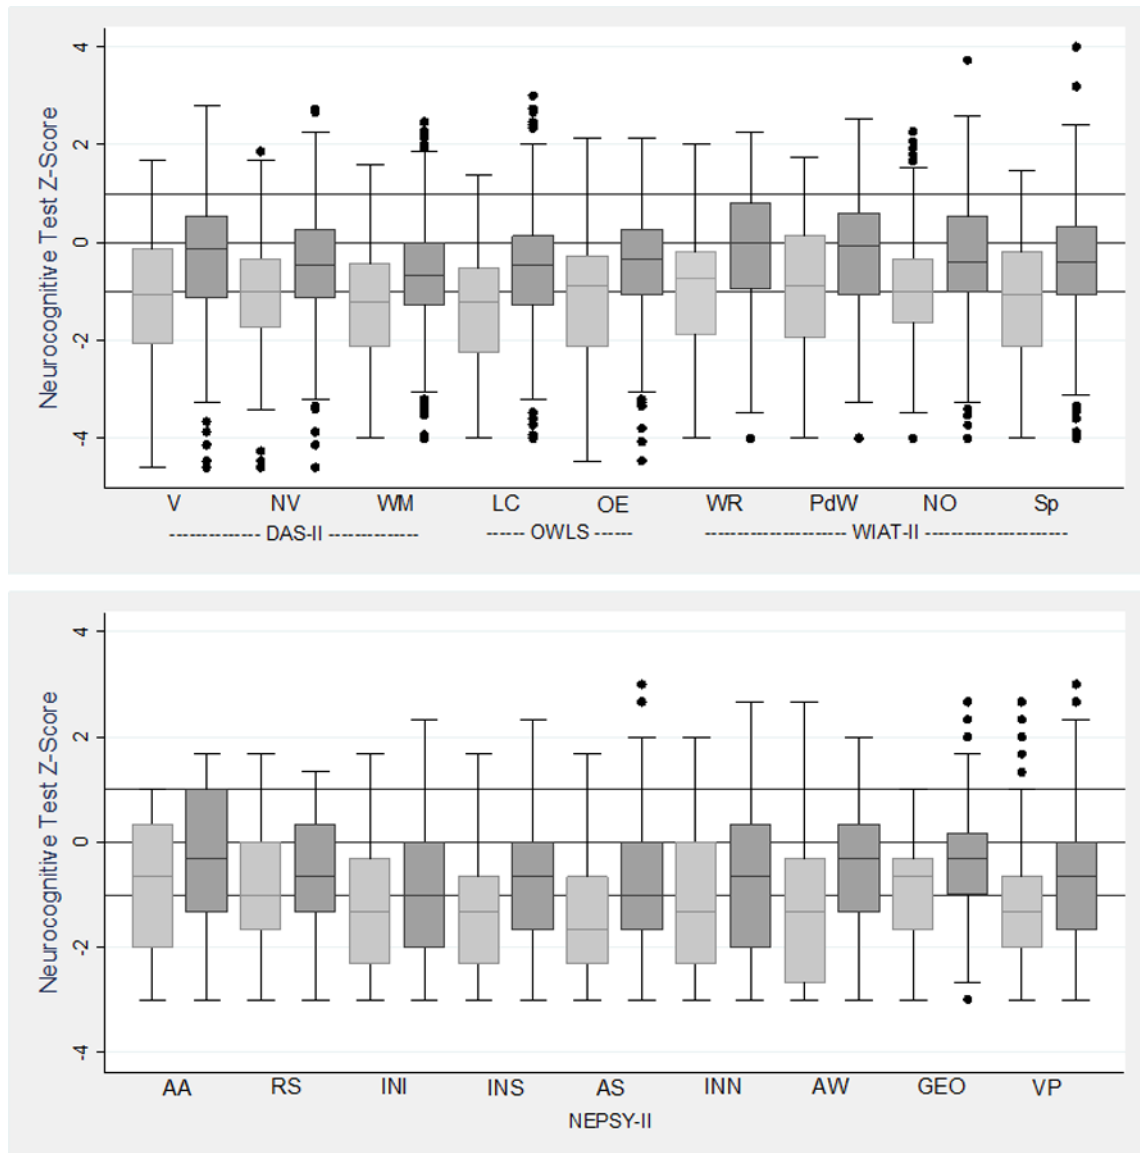 Neurocognitive Test Z-Score
4
2
0
-2
-4
V NV WM LC OE WR PdW NO Sp
-------------- DAS-II -------------- ------ OWLS ------ ---------------------- WIAT-II ----------------------
Neurocognitive Test Z-Score
4
2
0
-2
-4
AA RS INI INS AS INN AW GEO VP
NEPSY-II